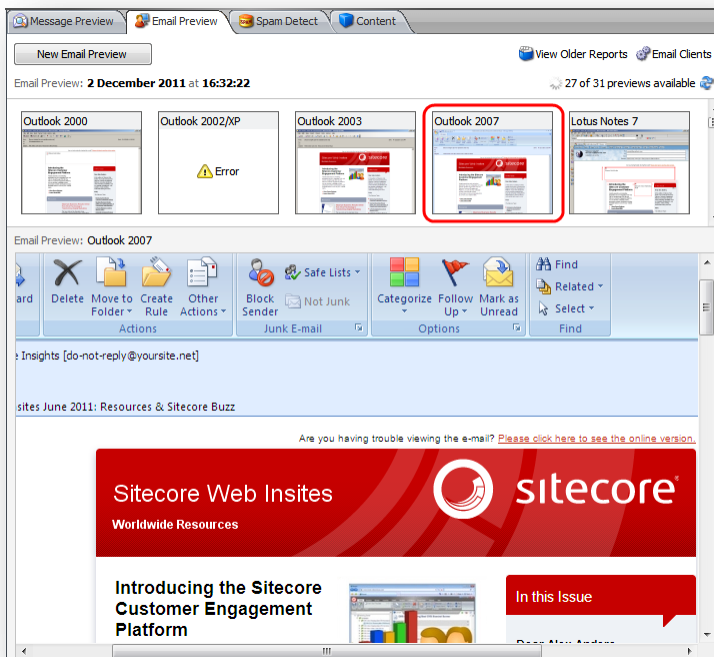 Message Preview Email Preview Spam Detect Content
New Email Preview View Older Reports Email Clients
Email Preview: 2 December 2011 at 16:32:22 27 of 31 previews available
Outlook 2000 Outlook 2002/XP Outlook 2003 Outlook 2007 Lotus Notes 7
Error
Email Preview: Outlook 2007
ard Delete Move to Folder Create Rule Other Actions Block Sender Safe Lists Not Junk Categorize Follow Up Mark as Unread Find Related Select
Actions Junk E-mail Options Find
e Insights [do-not-reply@yoursite.net]
sites June 2011: Resources & Sitecore Buzz
Are you having trouble viewing the e-mail? Please click here to see the online version.
Sitecore Web Insites sitecore
Worldwide Resources
Introducing the Sitecore
Customer Engagement
Platform
In this Issue